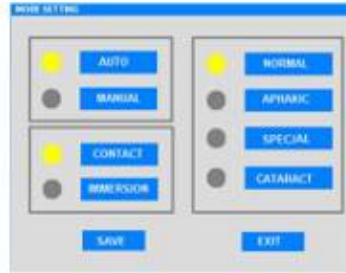 MODE SETTING
AUTO
MANUAL
CONTACT
IMMERSION
NORMAL
APHAKIC
SPECIAL
CATARACT
SAVE
EXIT